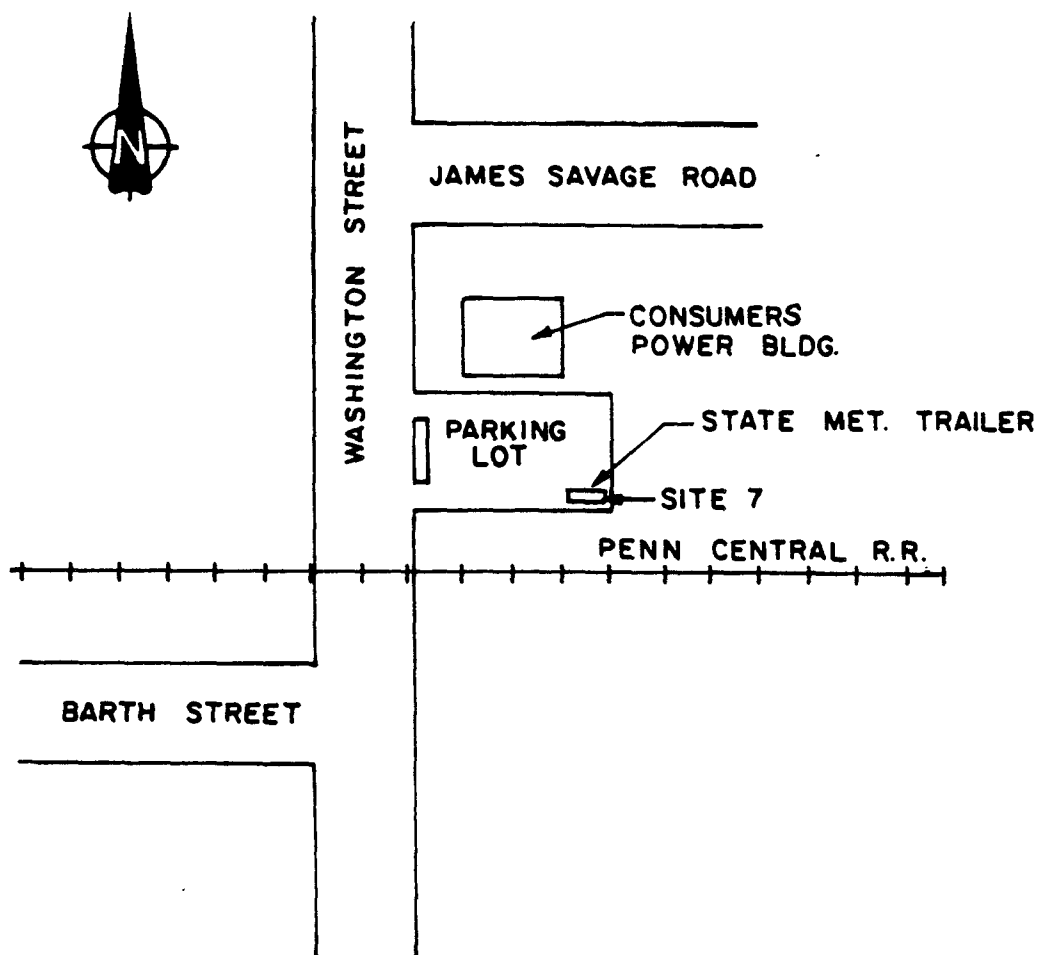 N
JAMES SAVAGE ROAD
WASHINGTON STREET
CONSUMERS
POWER BLDG.
PARKING
LOT
STATE MET. TRAILER
SITE 7
PENN CENTRAL R.R.
BARTH STREET